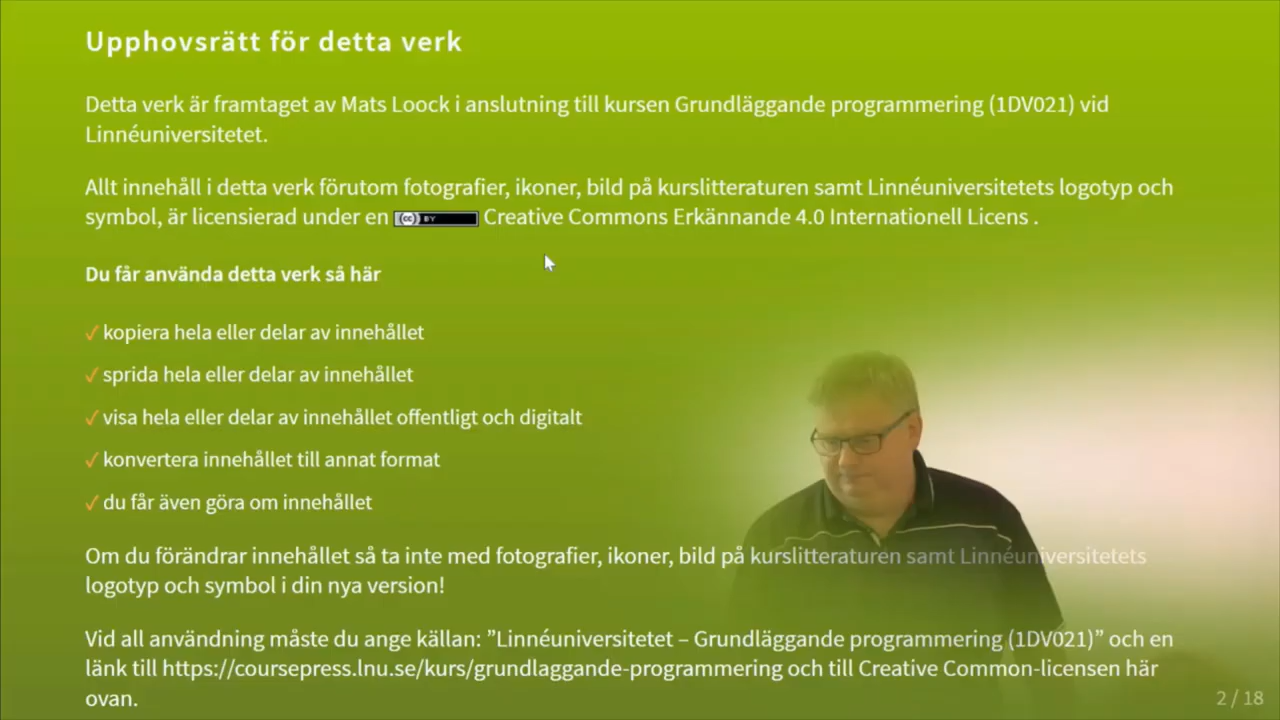 Upphovsrätt för detta verk
Detta verk är framtaget av Mats Loock i anslutning till kursen Grundläggande programmering (1DV021) vid
Linnéuniversitetet.
Allt innehåll i detta verk förutom fotografier, ikoner, bild på kurslitteraturen samt Linnéuniversitetets logotyp och
symbol, är licensierad under en (cc) BY Creative Commons Erkännande 4.0 Internationell Licens .
Du får använda detta verk så här
✓ kopiera hela eller delar av innehållet
✓ sprida hela eller delar av innehållet
✓ visa hela eller delar av innehållet offentligt och digitalt
✓ konvertera innehållet till annat format
✓ du får även göra om innehållet
Om du förändrar innehållet så ta inte med fotografier, ikoner, bild på kurslitteraturen samt Linnéuniversitetets
logotyp och symbol i din nya version!
Vid all användning måste du ange källan: ”Linnéuniversitetet – Grundläggande programmering (1DV021)” och en
länk till https://coursepress.lnu.se/kurs/grundlaggande-programmering och till Creative Common-licensen här
ovan.
2 / 18